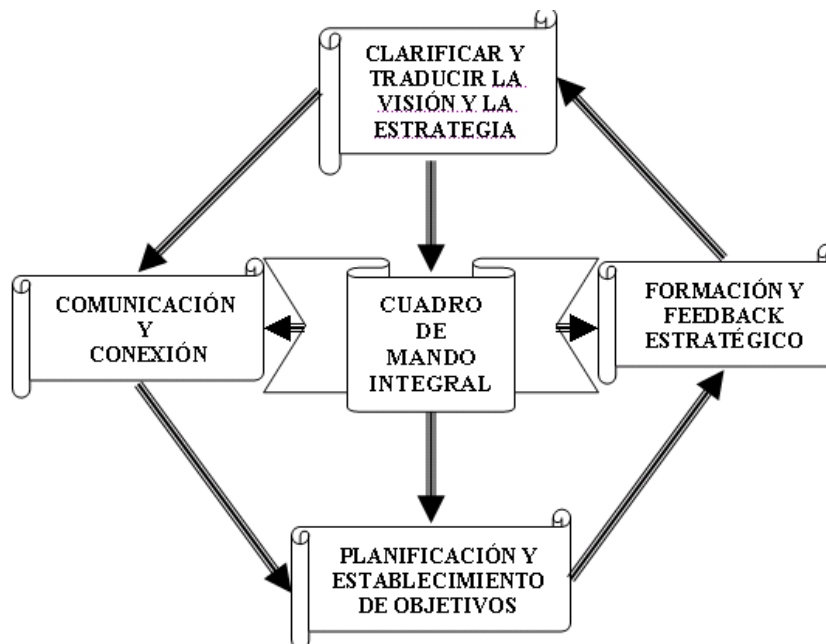 CLARIFICAR Y
TRADUCIR LA
VISIÓN Y LA
ESTRATEGIA
COMUNICACIÓN
Y
CONEXIÓN
CUADRO
DE
MANDO
INTEGRAL
FORMACIÓN Y
FEEDBACK
ESTRATÉGICO
PLANIFICACIÓN Y
ESTABLECIMIENTO
DE OBJETIVOS